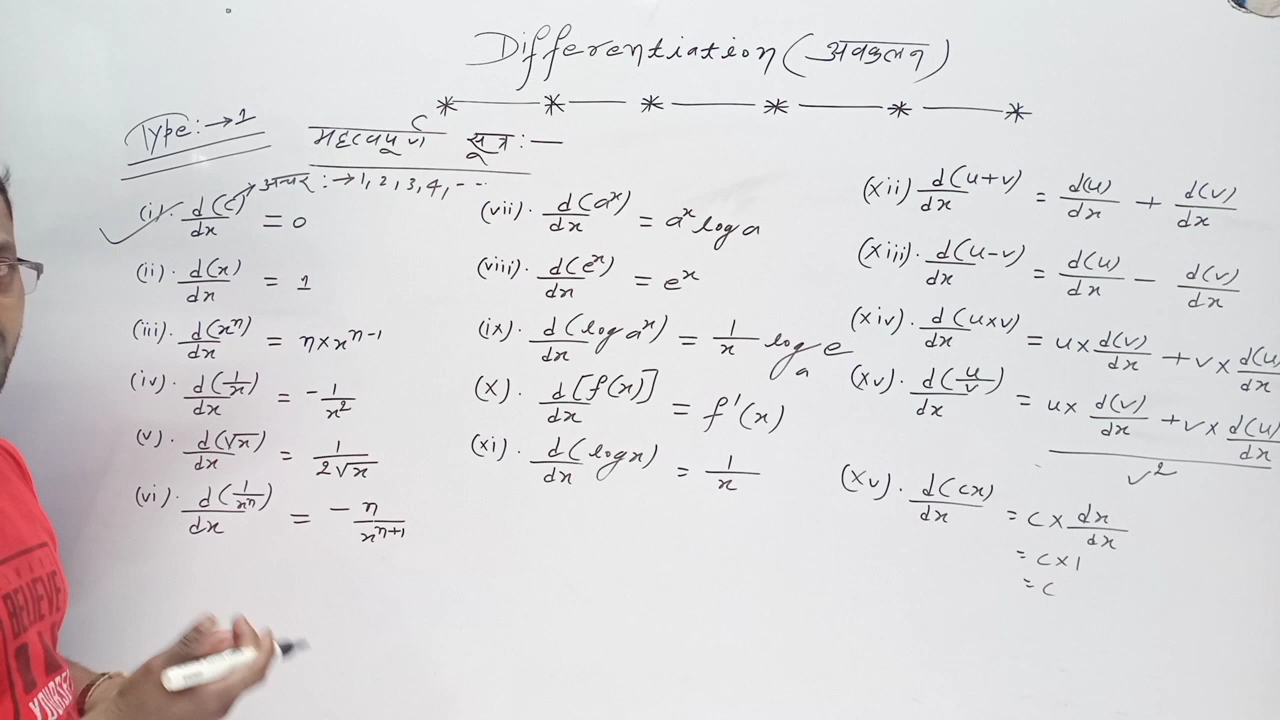 Differentiation (अवकलन)
Type:→1
महत्वपूर्ण सूत्र:—
(i). d(c)/dx = 0
→ अचर:→1, 2, 3, 4, ---
(ii). d(x)/dx = 1
(iii). d(xⁿ)/dx = n×xⁿ⁻¹
(iv). d(1/x)/dx = -1/x²
(v). d(√x)/dx = 1/2√x
(vi). d(1/xⁿ)/dx = -n/xⁿ⁺¹
(vii). d(aˣ)/dx = aˣ log a
(viii). d(eˣ)/dx = eˣ
(ix). d(log aˣ)/dx = 1/x logₐ e
(x). d[f(x)]/dx = f'(x)
(xi). d(log x)/dx = 1/x
(xii) d(u+v)/dx = d(u)/dx + d(v)/dx
(xiii). d(u-v)/dx = d(u)/dx - d(v)/dx
(xiv). d(u×v)/dx = u× d(v)/dx + v× d(u)/dx
(xv). d(u/v)/dx = u× d(v)/dx + v× d(u)/dx / v²
(xv). d(cx)/dx = c× dx/dx
= c×1
= c
BELIEVE
YOURSELF